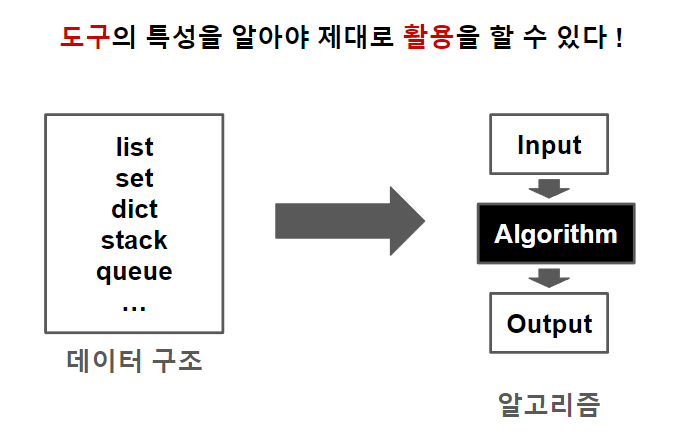 도구의 특성을 알아야 제대로 활용을 할 수 있다 !
list
set
dict
stack
queue
...
데이터 구조
Input
Algorithm
Output
알고리즘